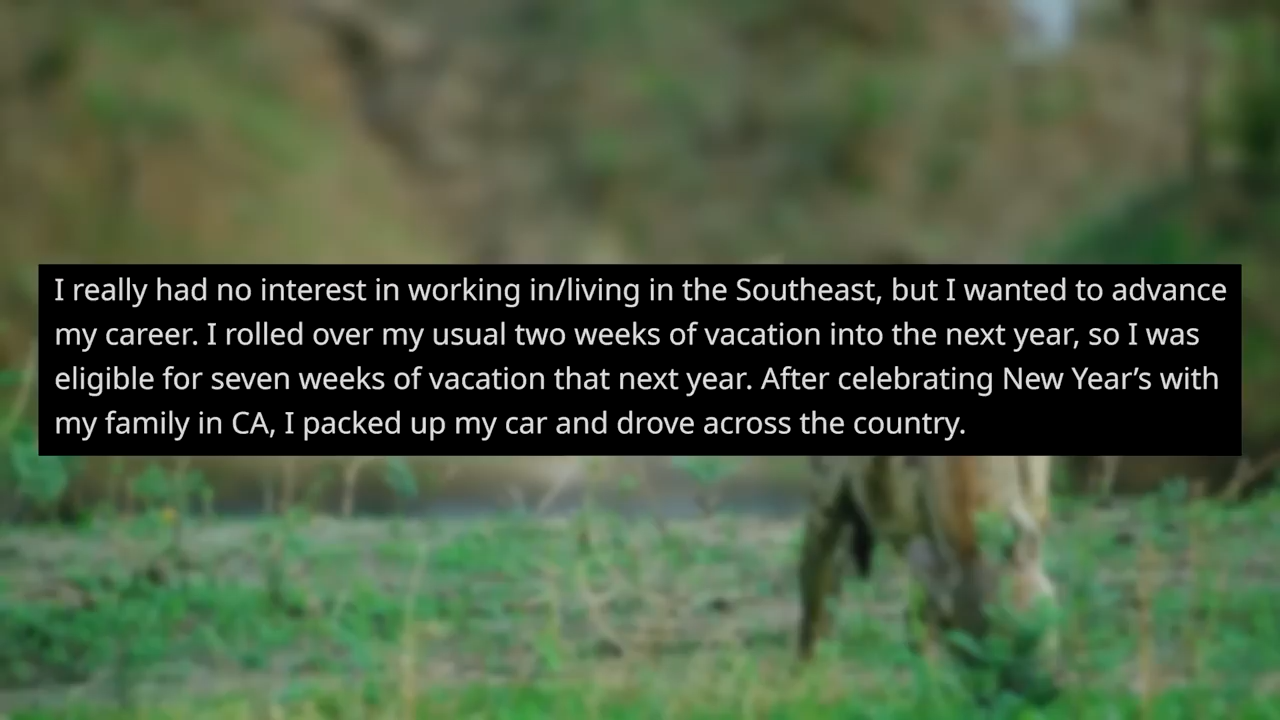 I really had no interest in working in/living in the Southeast, but I wanted to advance
my career. I rolled over my usual two weeks of vacation into the next year, so I was
eligible for seven weeks of vacation that next year. After celebrating New Year’s with
my family in CA, I packed up my car and drove across the country.